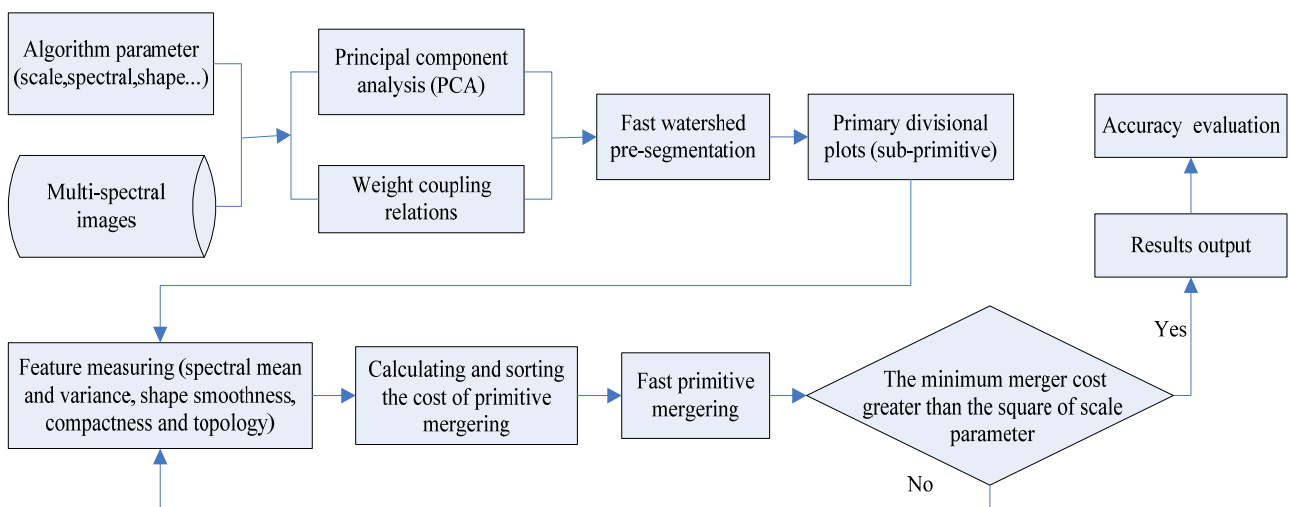 Algorithm parameter
(scale,spectral,shape...)
Multi-spectral
images
Principal component
analysis (PCA)
Weight coupling
relations
Fast watershed
pre-segmentation
Primary divisional
plots (sub-primitive)
Accuracy evaluation
Results output
Yes
Feature measuring (spectral mean
and variance, shape smoothness,
compactness and topology)
Calculating and sorting
the cost of primitive
mergering
Fast primitive
mergering
The minimum merger cost
greater than the square of scale
parameter
No